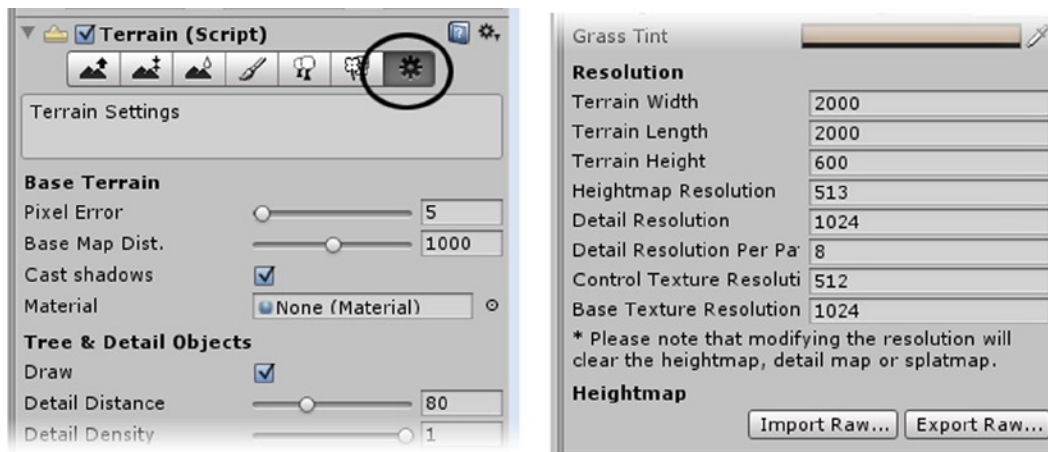 Terrain (Script)
Terrain Settings
Base Terrain
Pixel Error 5
Base Map Dist. 1000
Cast shadows
Material None (Material)
Tree & Detail Objects
Draw
Detail Distance 80
Detail Density 1
Grass Tint
Resolution
Terrain Width 2000
Terrain Length 2000
Terrain Height 600
Heightmap Resolution 513
Detail Resolution 1024
Detail Resolution Per Pa 8
Control Texture Resoluti 512
Base Texture Resolution 1024
* Please note that modifying the resolution will
clear the heightmap, detail map or splatmap.
Heightmap
Import Raw... Export Raw...